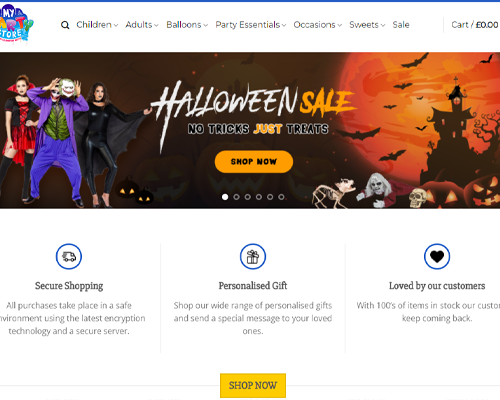 MY
PARTY
STORE
Children Adults Balloons Party Essentials Occasions Sweets Sale Cart / £0.00
HALLOWEEN SALE
NO TRICKS JUST TREATS
SHOP NOW
Secure Shopping Personalised Gift Loved by our customers
All purchases take place in a safe
environment using the latest encryption
technology and a secure server.
Shop our wide range of personalised gifts
and send a special message to your loved
ones.
With 100's of items in stock our
keep coming back.
SHOP NOW